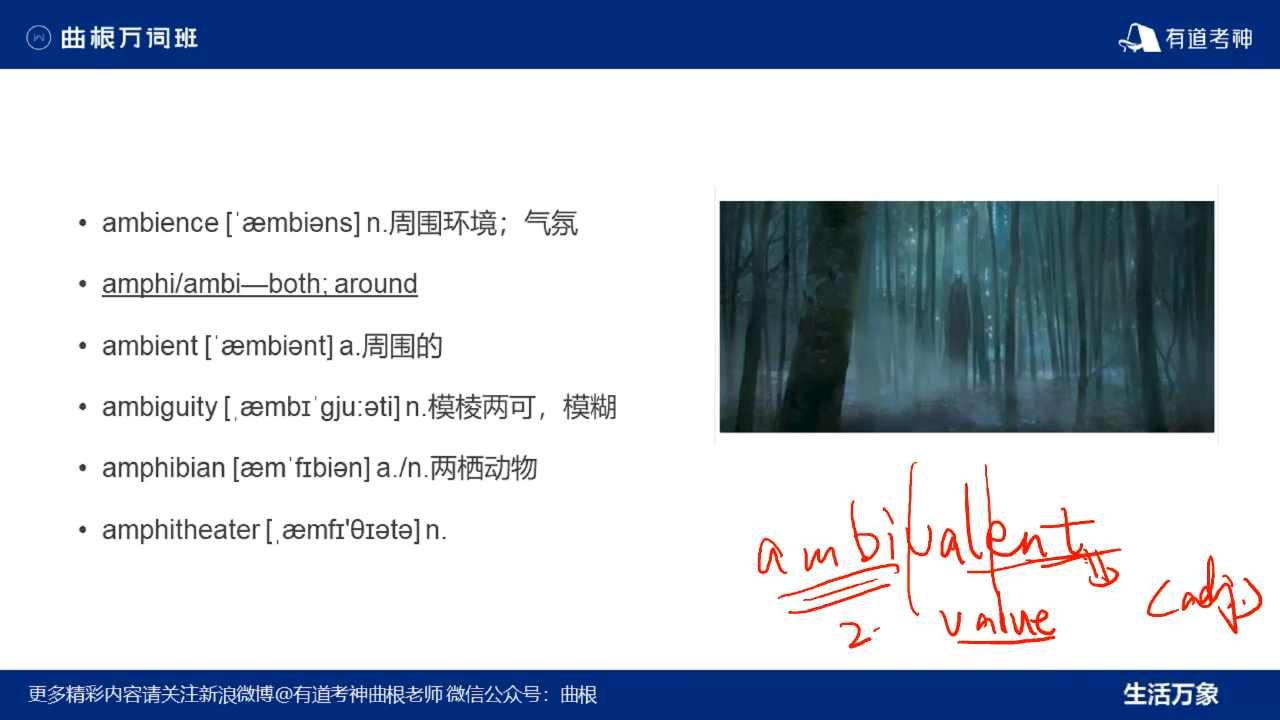 曲根万词班
有道考神
• ambience [ˈæmbiəns] n.周围环境；气氛
• amphi/ambi—both; around
• ambient [ˈæmbiənt] a.周围的
• ambiguity [ˌæmbɪˈgjuːəti] n.模棱两可，模糊
• amphibian [æmˈfɪbiən] a./n.两栖动物
• amphitheater [ˌæmfɪ'θɪətə] n.
ambivalent
(adj.)
2
value
更多精彩内容请关注新浪微博@有道考神曲根老师 微信公众号：曲根
生活万象